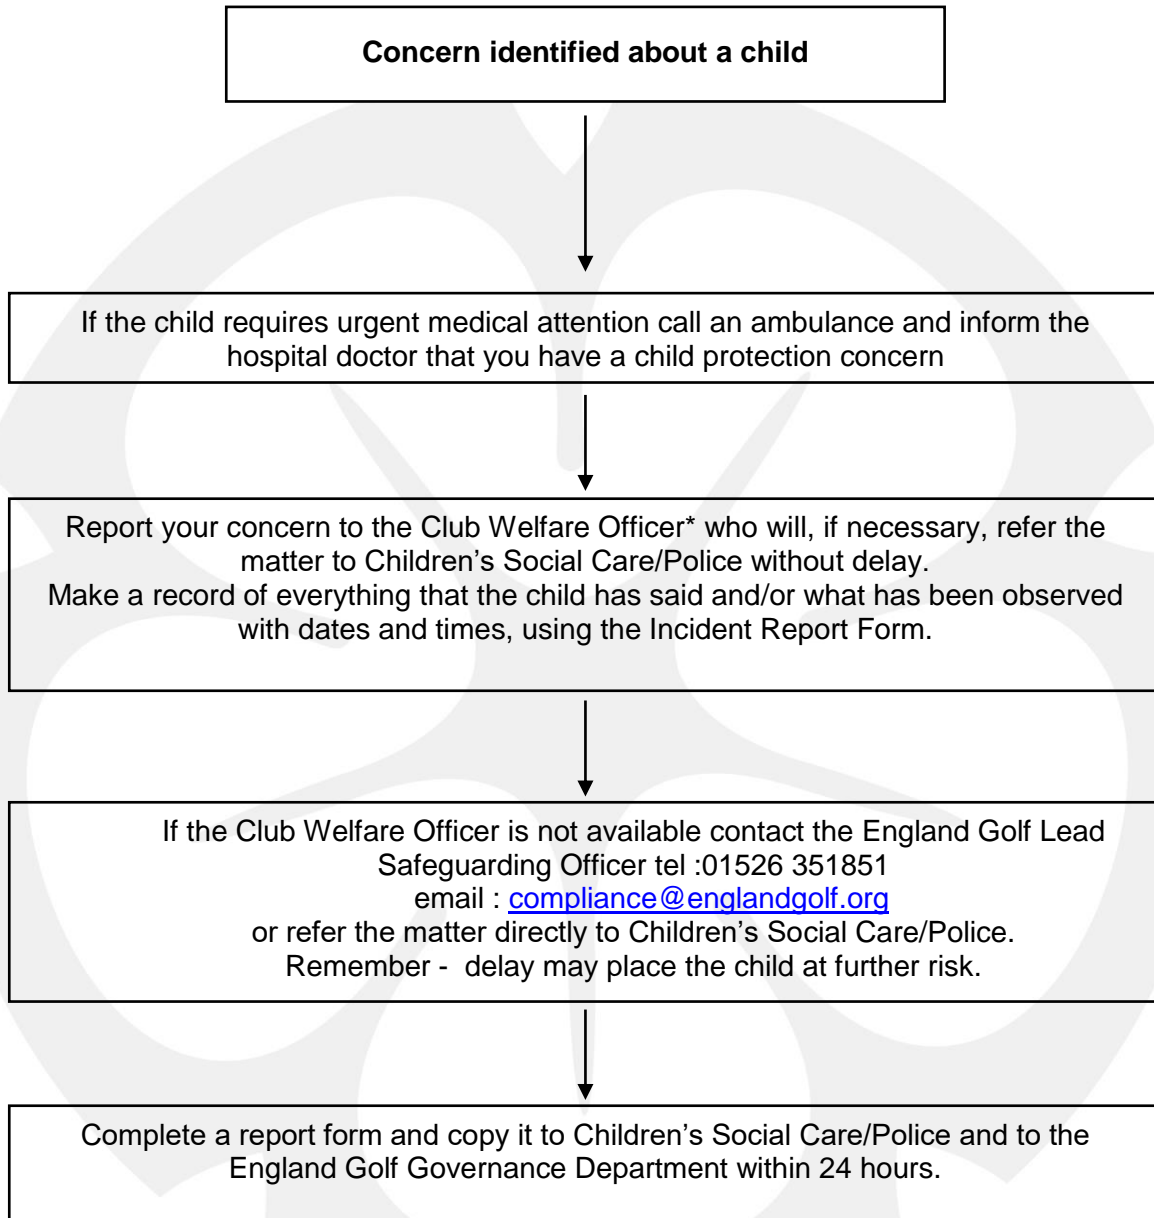 Concern identified about a child
If the child requires urgent medical attention call an ambulance and inform the
hospital doctor that you have a child protection concern
Report your concern to the Club Welfare Officer* who will, if necessary, refer the
matter to Children’s Social Care/Police without delay.
Make a record of everything that the child has said and/or what has been observed
with dates and times, using the Incident Report Form.
If the Club Welfare Officer is not available contact the England Golf Lead
Safeguarding Officer tel :01526 351851
email : compliance@englandgolf.org
or refer the matter directly to Children’s Social Care/Police.
Remember -  delay may place the child at further risk.
Complete a report form and copy it to Children’s Social Care/Police and to the
England Golf Governance Department within 24 hours.